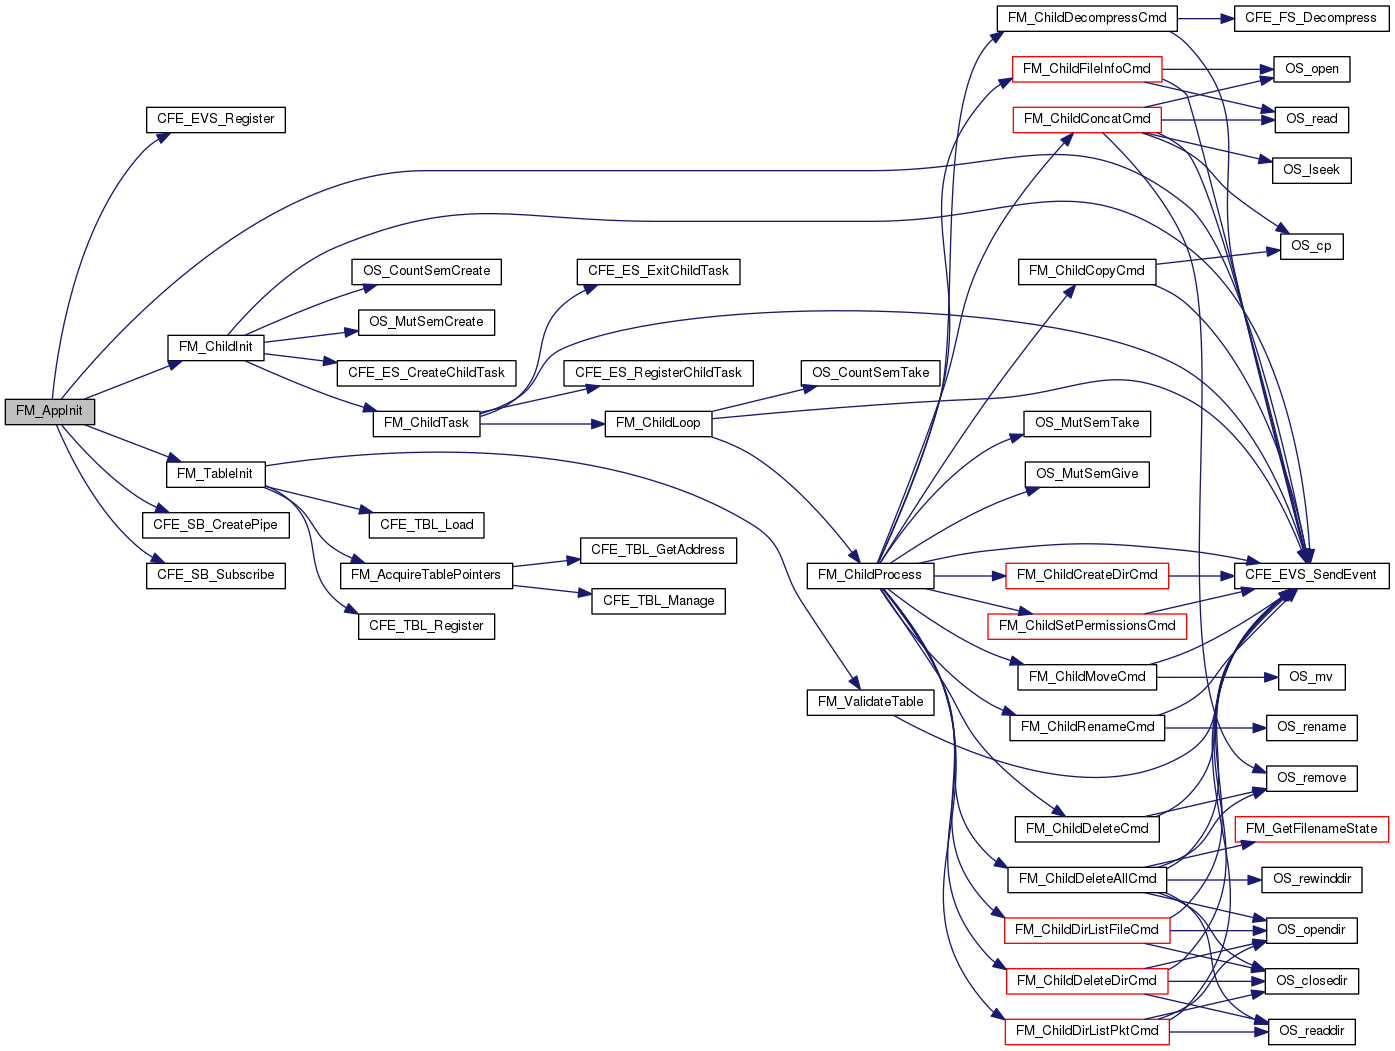 FM_AppInit
CFE_EVS_Register
FM_ChildInit
FM_TableInit
CFE_SB_CreatePipe
CFE_SB_Subscribe
OS_CountSemCreate
OS_MutSemCreate
CFE_ES_CreateChildTask
FM_ChildTask
CFE_TBL_Load
FM_AcquireTablePointers
CFE_TBL_Register
CFE_ES_ExitChildTask
CFE_ES_RegisterChildTask
FM_ChildLoop
CFE_TBL_GetAddress
CFE_TBL_Manage
OS_CountSemTake
FM_ChildProcess
FM_ValidateTable
FM_ChildDecompressCmd
FM_ChildFileInfoCmd
FM_ChildConcatCmd
FM_ChildCopyCmd
OS_MutSemTake
OS_MutSemGive
FM_ChildCreateDirCmd
FM_ChildSetPermissionsCmd
FM_ChildMoveCmd
FM_ChildRenameCmd
FM_ChildDeleteCmd
FM_ChildDeleteAllCmd
FM_ChildDirListFileCmd
FM_ChildDeleteDirCmd
FM_ChildDirListPktCmd
CFE_FS_Decompress
OS_open
OS_read
OS_lseek
OS_cp
CFE_EVS_SendEvent
OS_mv
OS_rename
OS_remove
FM_GetFilenameState
OS_rewinddir
OS_opendir
OS_closedir
OS_readdir